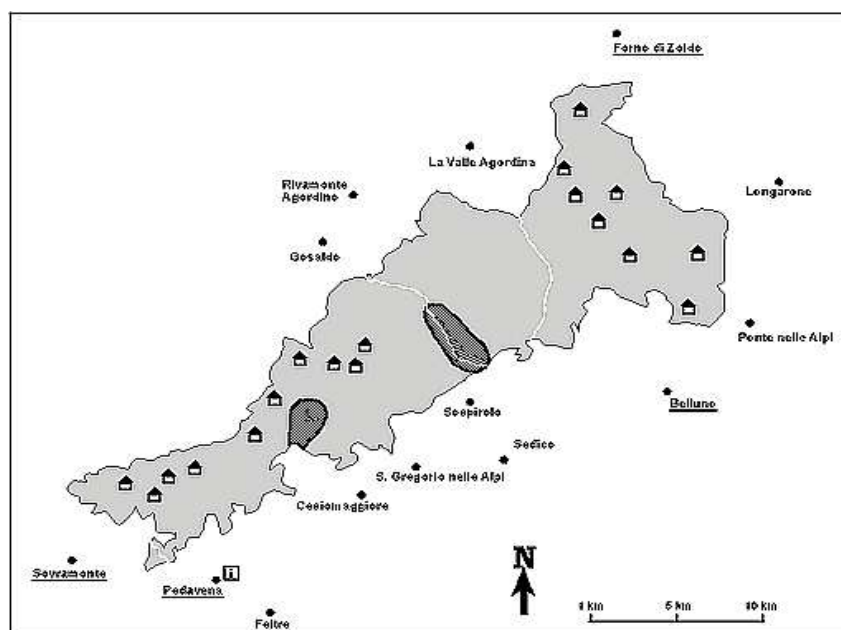 Forno di Zoldo
La Valle Agordina
Rivamonte
Agordino
Longarone
Gosaldo
Ponte nelle Alpi
Belluno
Sospirolo
Sedico
S. Gregorio nelle Alpi
Cesiomaggiore
Sovramonte
Pedavena
i
Feltre
N
1 km
5 km
10 km